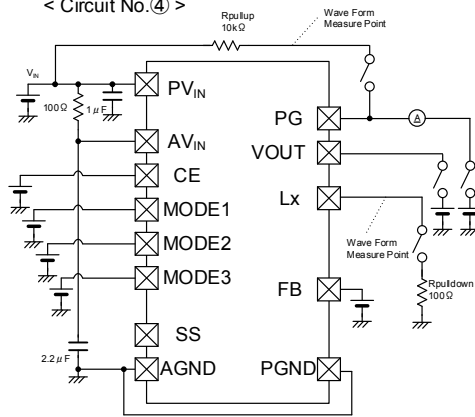 < Circuit No.④ >
Rpullup
10kΩ
Wave Form
Measure Point
VIN
100Ω
1μF
PVIN
AVIN
CE
MODE1
MODE2
MODE3
SS
AGND
2.2μF
PG
VOUT
Lx
FB
PGND
A
Wave Form
Measure Point
Rpulldown
100Ω